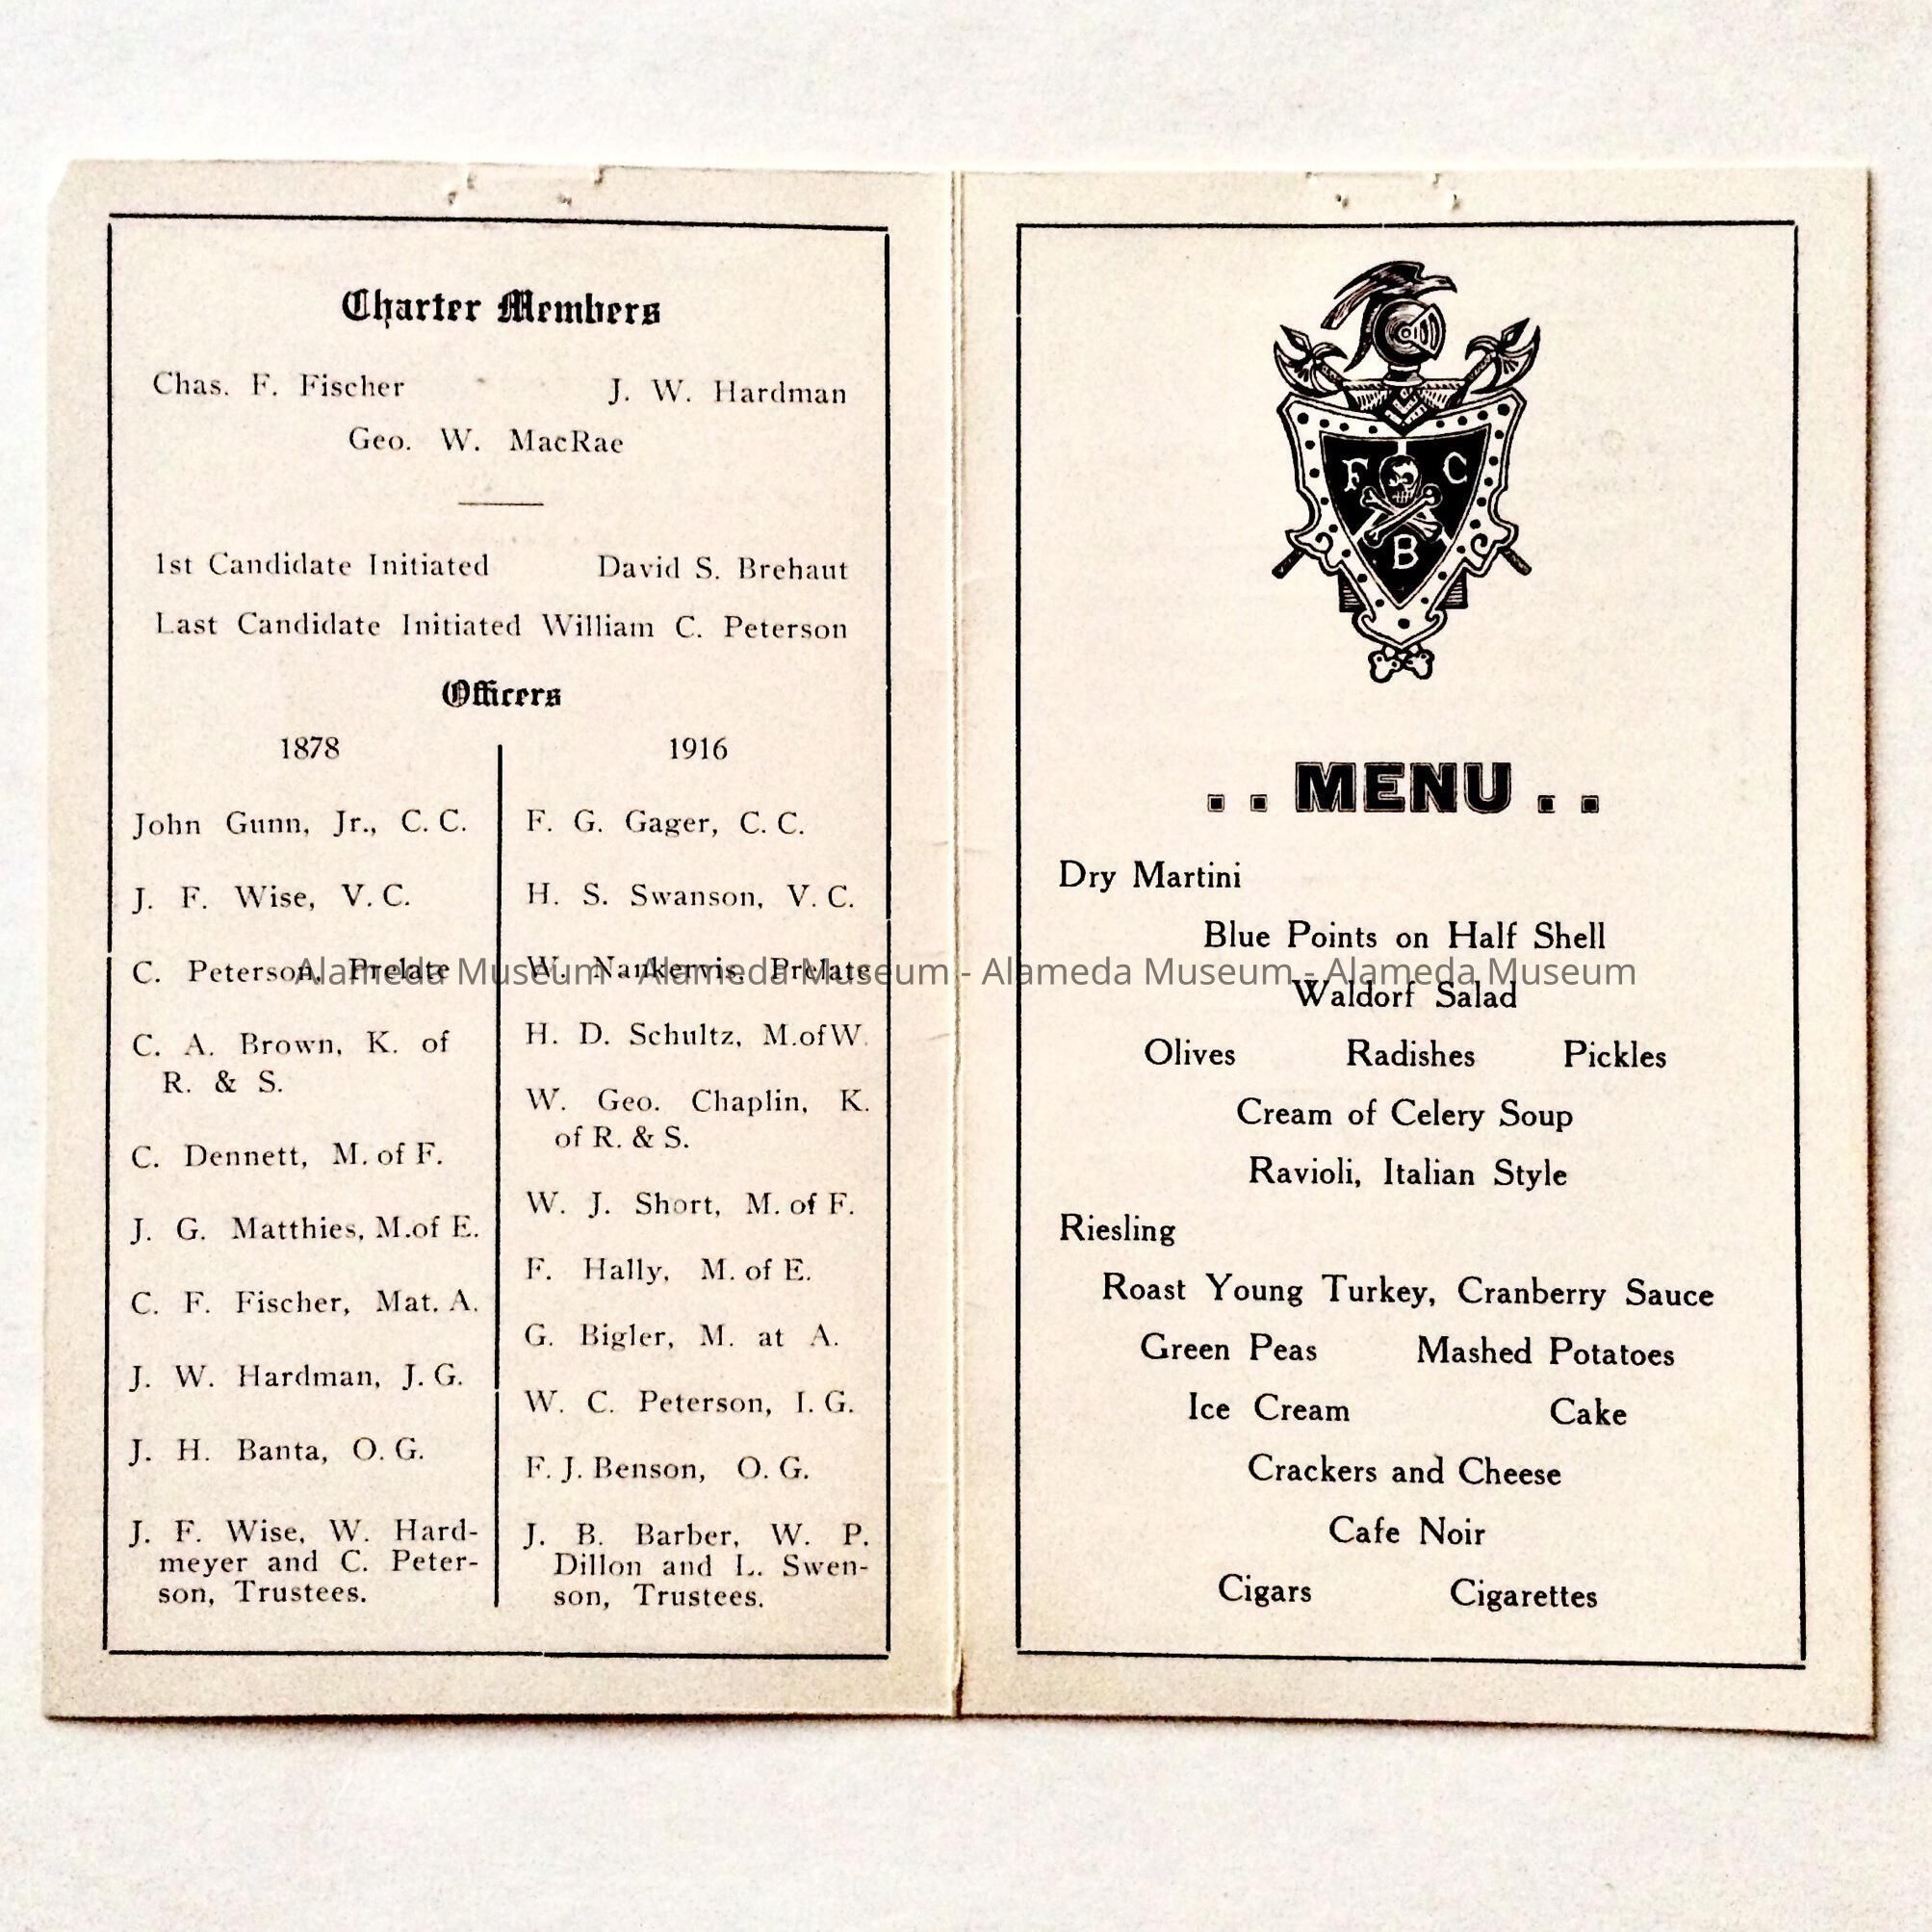 Charter Members
Chas. F. Fischer J. W. Hardman
Geo. W. MacRae
1st Candidate Initiated David S. Brehaut
Last Candidate Initiated William C. Peterson
Officers
1878
John Gunn, Jr., C. C.
J. F. Wise, V. C.
C. Peterson, Prelate
C. A. Brown, K. of
R. & S.
C. Dennett, M. of F.
J. G. Matthies, M.of E.
C. F. Fischer, Mat. A.
J. W. Hardman, J. G.
J. H. Banta, O. G.
J. F. Wise, W. Hard-
meyer and C. Peter-
son, Trustees.
1916
F. G. Gager, C. C.
H. S. Swanson, V. C.
W. Nankervis, Prelate
H. D. Schultz, M.of W.
W. Geo. Chaplin, K.
of R. & S.
W. J. Short, M. of F.
F. Hally, M. of E.
G. Bigler, M. at A.
W. C. Peterson, I. G.
F. J. Benson, O. G.
J. B. Barber, W. P.
Dillon and L. Swen-
son, Trustees.
F C
B
.. MENU ..
Dry Martini
Blue Points on Half Shell
Waldorf Salad
Olives Radishes Pickles
Cream of Celery Soup
Ravioli, Italian Style
Riesling
Roast Young Turkey, Cranberry Sauce
Green Peas Mashed Potatoes
Ice Cream Cake
Crackers and Cheese
Cafe Noir
Cigars Cigarettes
Alameda Museum - Alameda Museum - Alameda Museum - Alameda Museum